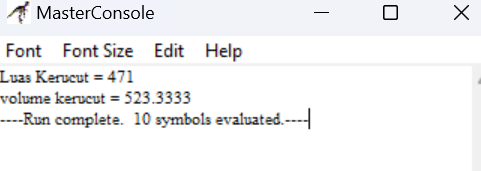 MasterConsole
Font Font Size Edit Help
Luas Kerucut = 471
volume kerucut = 523.3333
----Run complete.  10 symbols evaluated.----